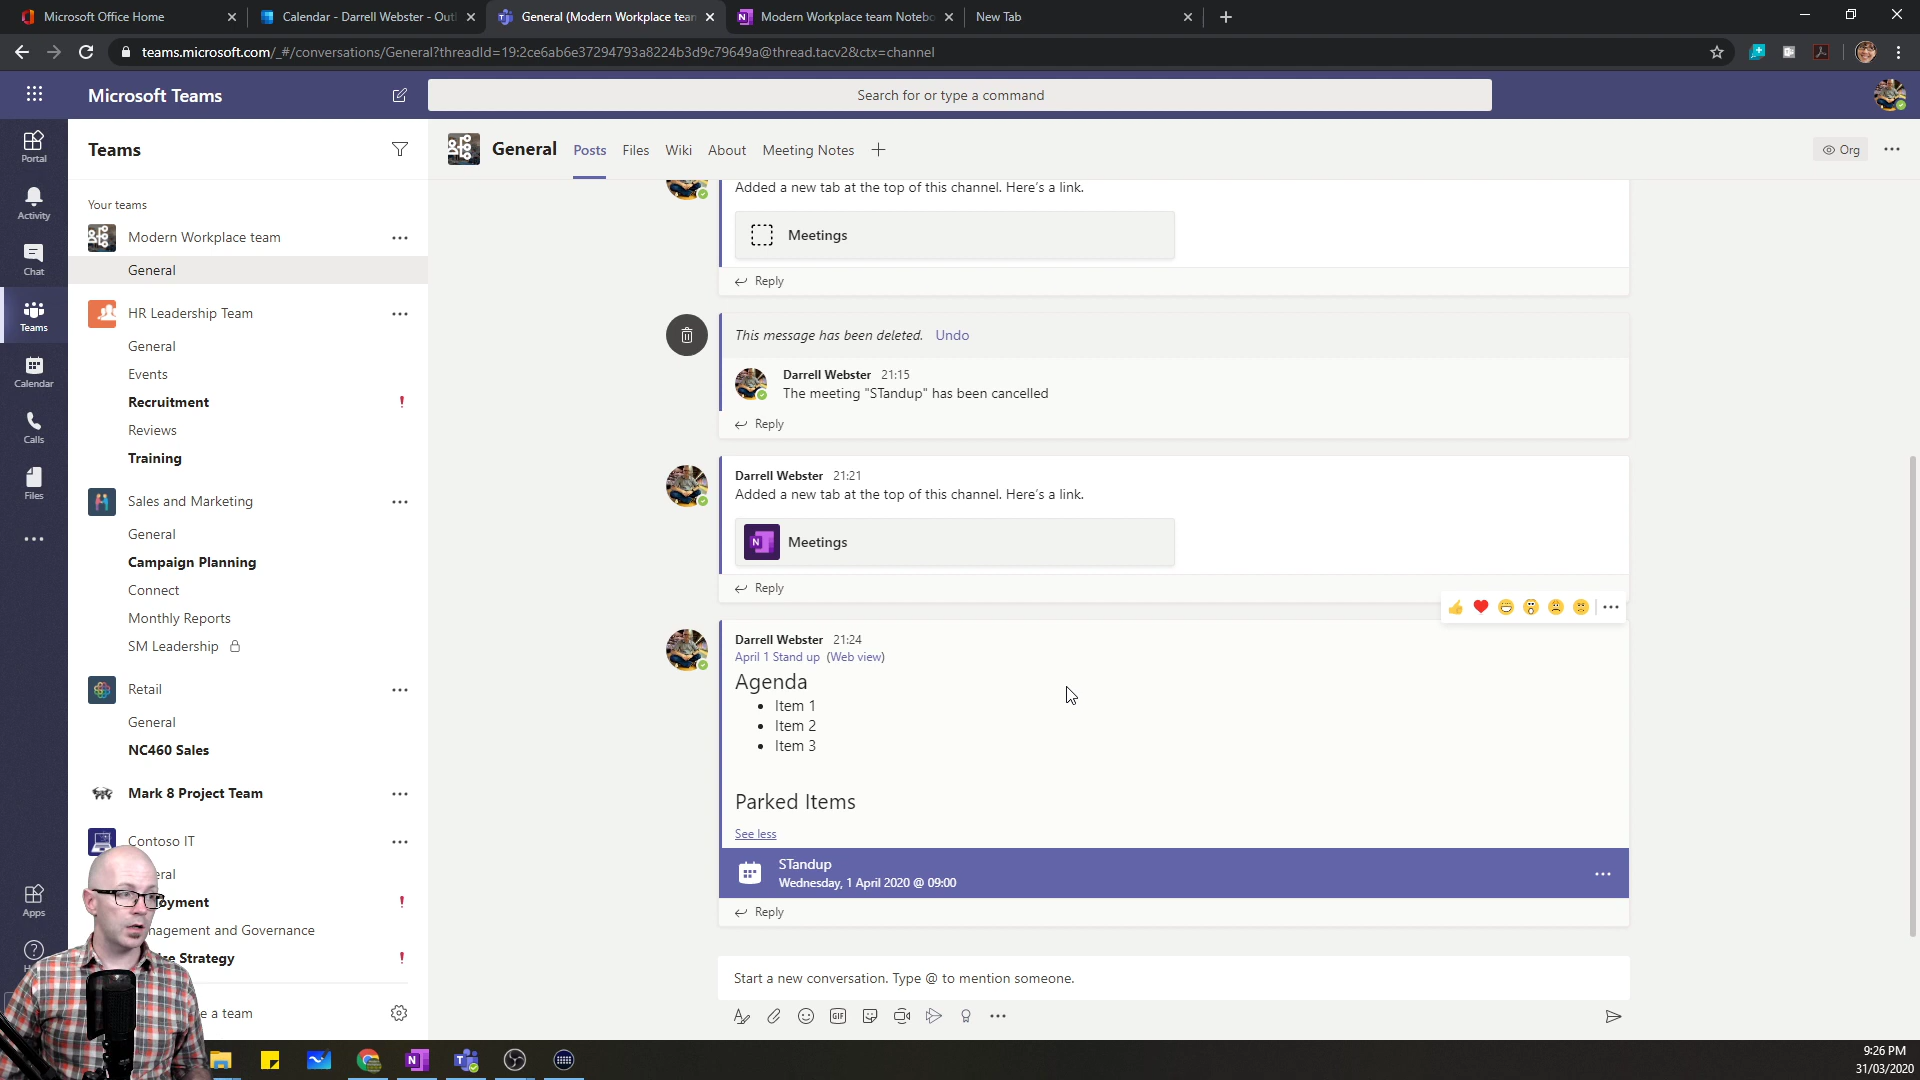 Microsoft Office Home
Calendar - Darrell Webster - Out
General (Modern Workplace tea
Modern Workplace team Notebo
New Tab
teams.microsoft.com/_#/conversations/General?threadId=19:2ce6ab6e37294793a8224b3d9c79649a@thread.tacv2&ctx=channel
Microsoft Teams
Search for or type a command
Portal
Activity
Chat
Teams
Calendar
Calls
Files
Apps
Teams
Your teams
Modern Workplace team
General
HR Leadership Team
General
Events
Recruitment
Reviews
Training
Sales and Marketing
General
Campaign Planning
Connect
Monthly Reports
SM Leadership
Retail
General
NC460 Sales
Mark 8 Project Team
Contoso IT
eral
oyment
nagement and Governance
se Strategy
e a team
General
Posts
Files
Wiki
About
Meeting Notes
Org
Added a new tab at the top of this channel. Here's a link.
Meetings
Reply
This message has been deleted. Undo
Darrell Webster 21:15
The meeting "STandup" has been cancelled
Reply
Darrell Webster 21:21
Added a new tab at the top of this channel. Here's a link.
N
Meetings
Reply
Darrell Webster 21:24
April 1 Stand up (Web view)
Agenda
• Item 1
• Item 2
• Item 3
Parked Items
See less
STandup
Wednesday, 1 April 2020 @ 09:00
Reply
Start a new conversation. Type @ to mention someone.
GIF
9:26 PM
31/03/2020